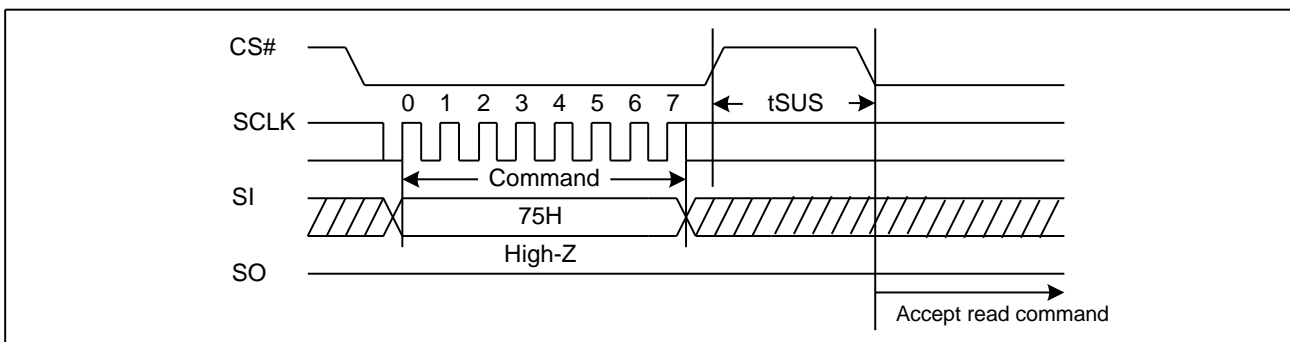 CS#
0 1 2 3 4 5 6 7
tSUS
SCLK
Command
SI
75H
High-Z
SO
Accept read command